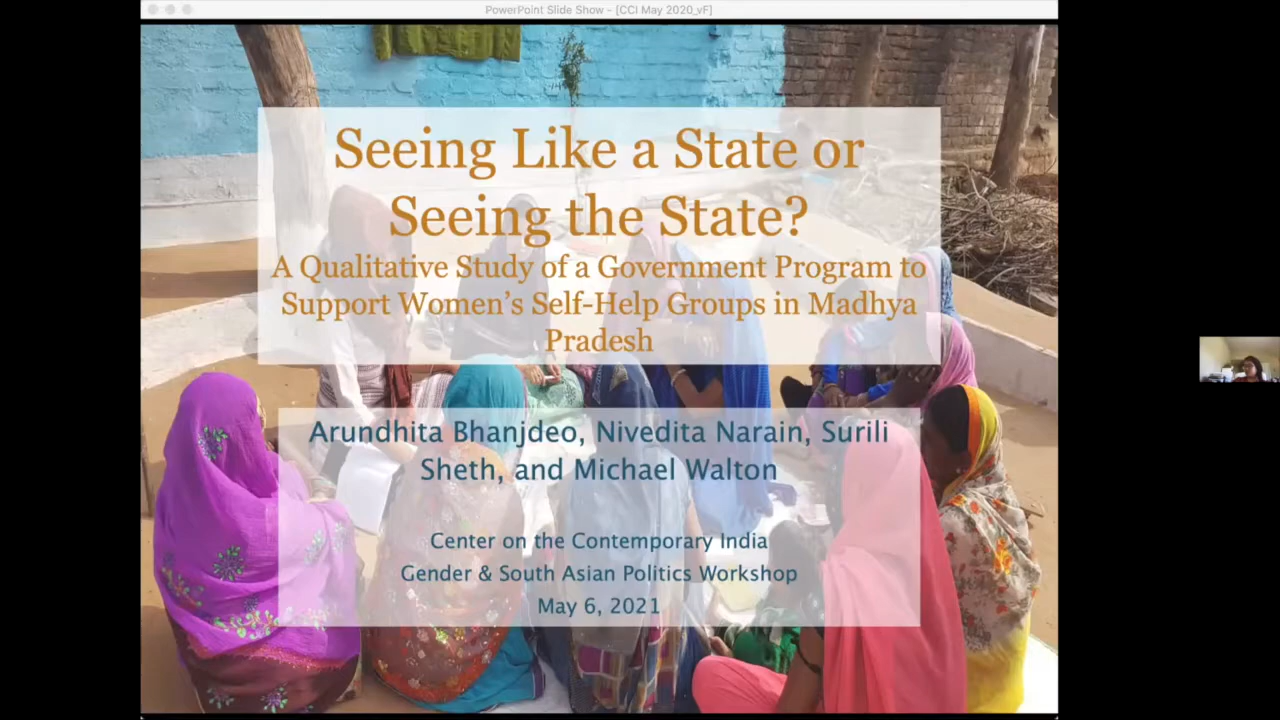 PowerPoint Slide Show - [CCI May 2020_vF]
Seeing Like a State or
Seeing the State?
A Qualitative Study of a Government Program to
Support Women’s Self-Help Groups in Madhya
Pradesh
Arundhita Bhanjdeo, Nivedita Narain, Surili
Sheth, and Michael Walton
Center on the Contemporary India
Gender & South Asian Politics Workshop
May 6, 2021